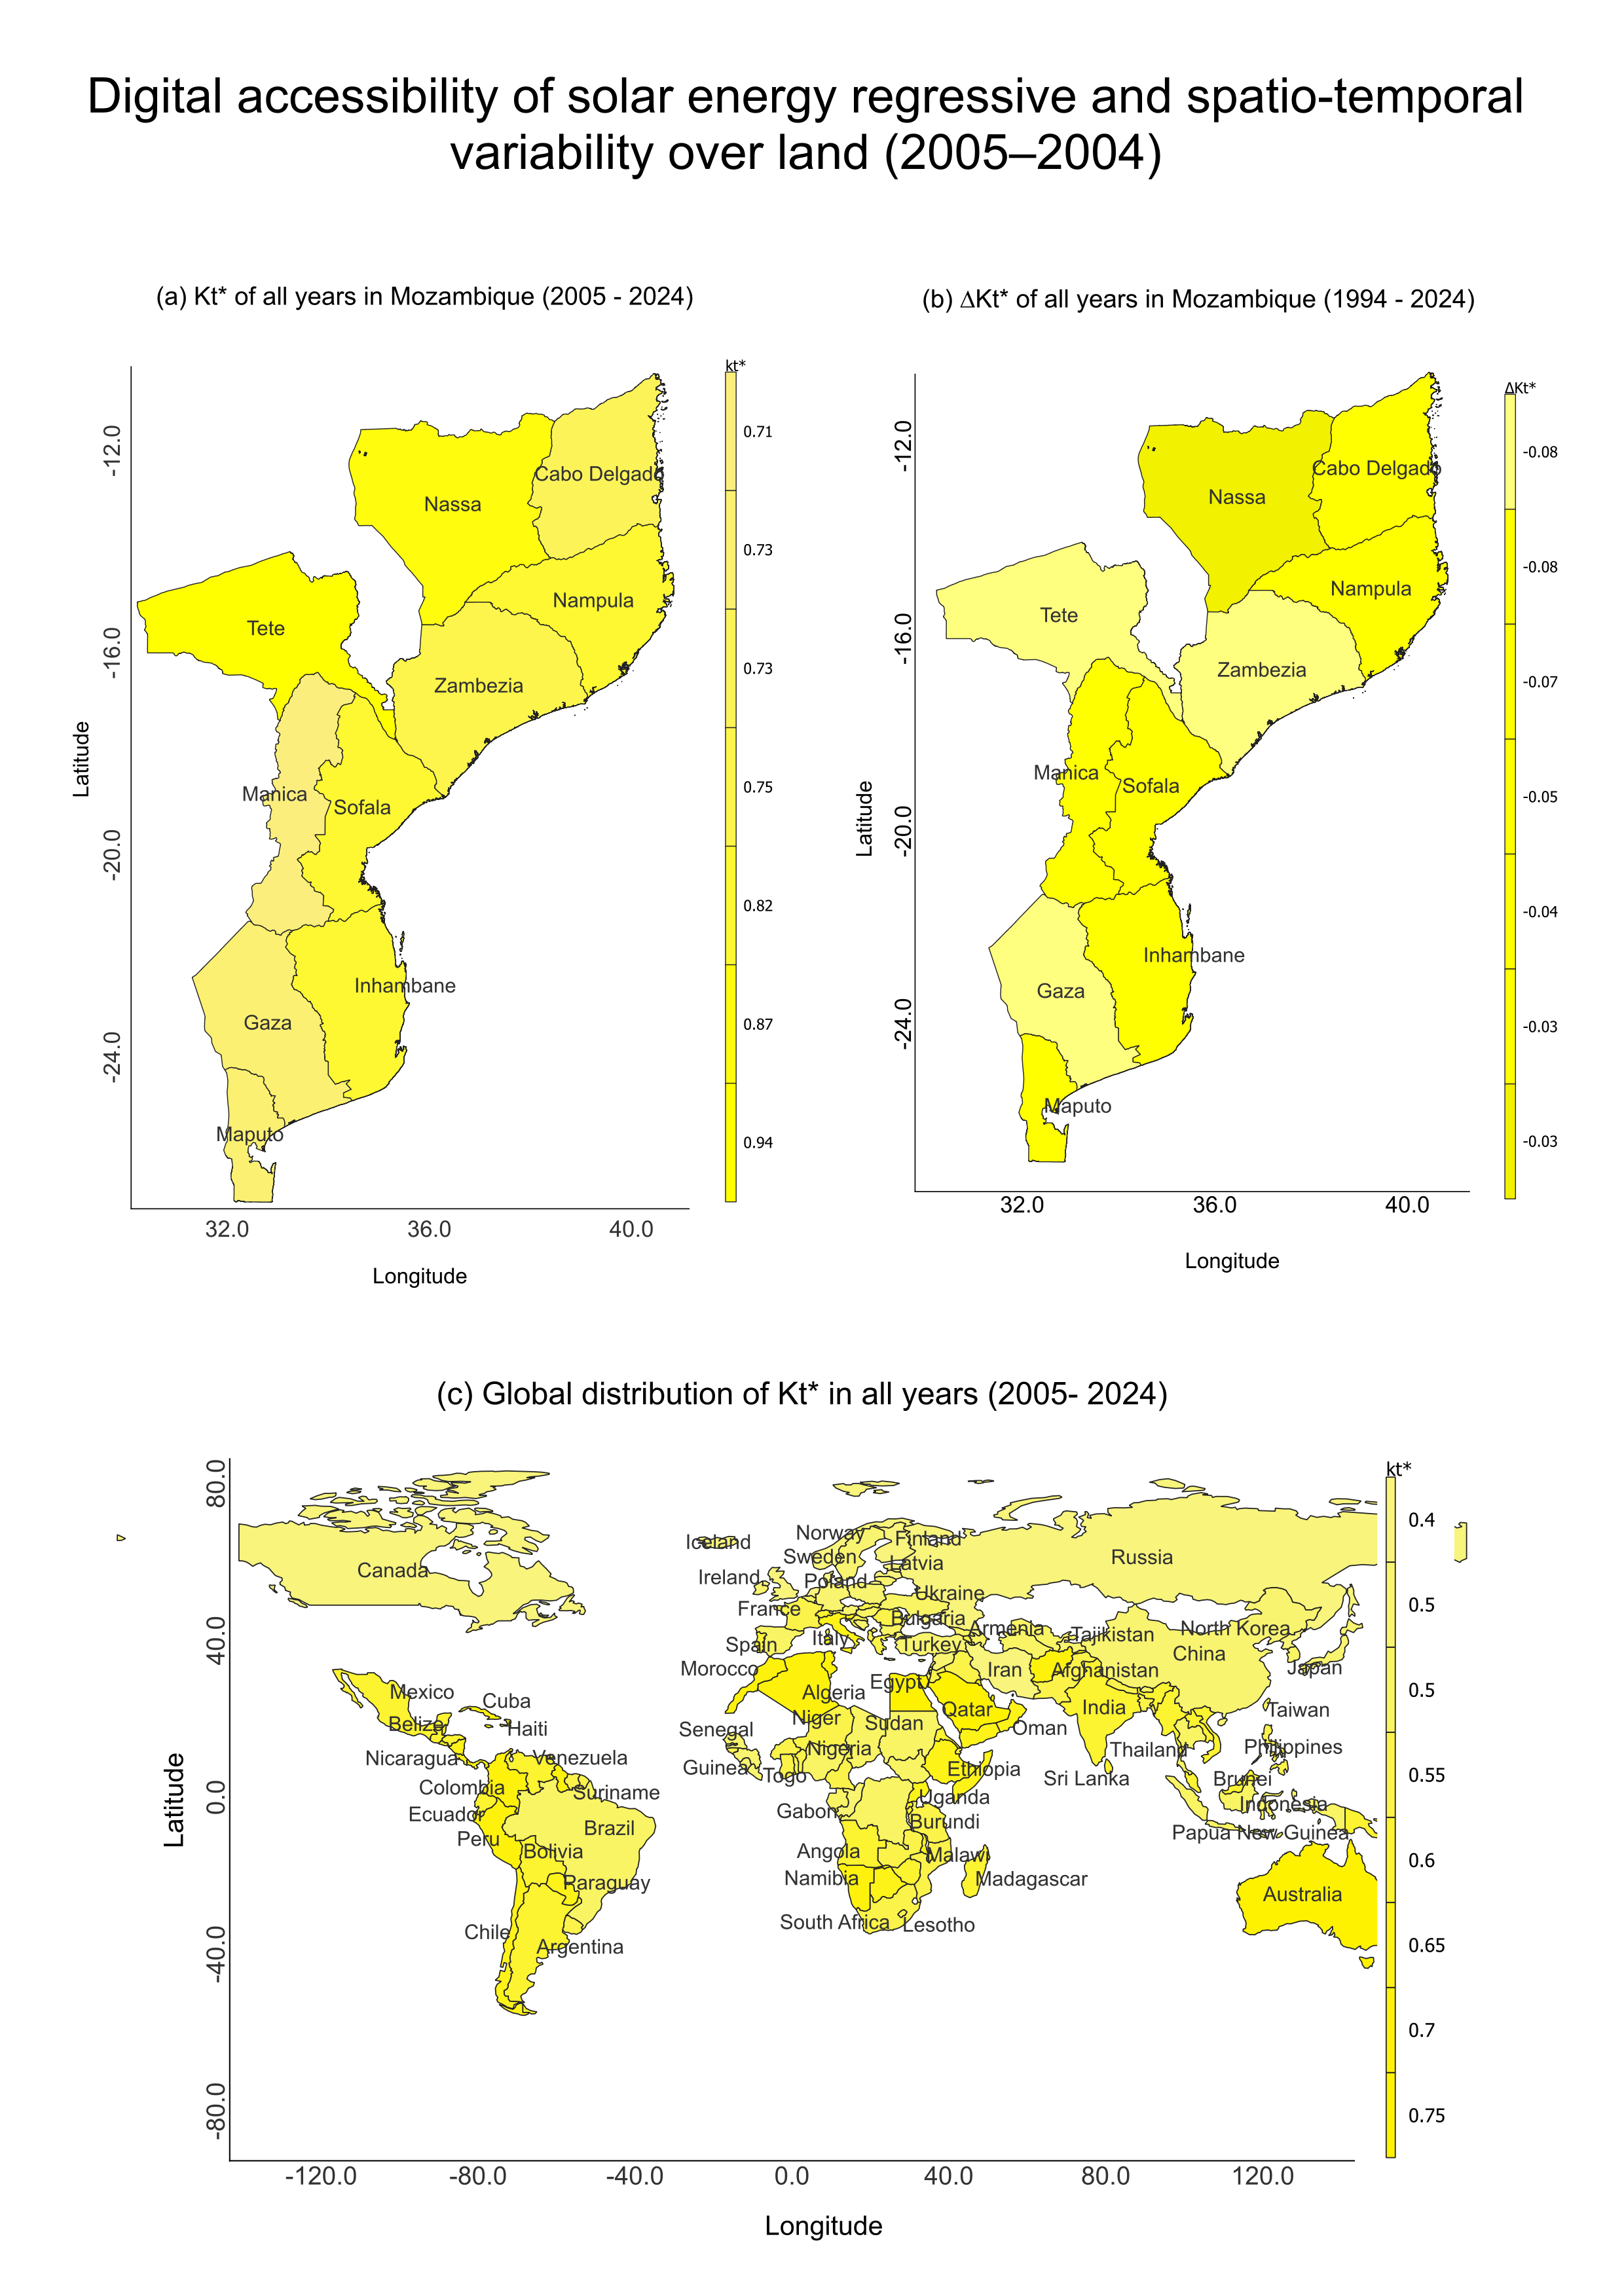 Digital accessibility of solar energy regressive and spatio-temporal
variability over land (2005–2004)
(a) Kt* of all years in Mozambique (2005 - 2024)
kt*
-12.0
-16.0
-20.0
-24.0
Latitude
Cabo Delgado
Nassa
Nampula
Tete
Zambezia
Manica
Sofala
Inhambane
Gaza
Maputo
0.71
0.73
0.73
0.75
0.82
0.87
0.94
32.0 36.0 40.0
Longitude
(b) ΔKt* of all years in Mozambique (1994 - 2024)
ΔKt*
-12.0
-16.0
-20.0
-24.0
Latitude
Cabo Delgado
Nassa
Nampula
Tete
Zambezia
Manica
Sofala
Inhambane
Gaza
Maputo
-0.08
-0.08
-0.07
-0.05
-0.04
-0.03
-0.03
32.0 36.0 40.0
Longitude
(c) Global distribution of Kt* in all years (2005- 2024)
kt*
80.0
40.0
0.0
-40.0
-80.0
Latitude
Canada
Iceland
Norway
Finland
Sweden
Latvia
Russia
Ireland
Poland
Ukraine
France
Bulgaria
Armenia
Tajikistan
North Korea
Spain
Italy
Turkey
China
Morocco
Iran
Afghanistan
Japan
Mexico
Algeria
Egypt
Qatar
India
Cuba
Belize
Haiti
Niger
Sudan
Oman
Taiwan
Senegal
Nicaragua
Venezuela
Guinea
Nigeria
Togo
Ethiopia
Thailand
Philippines
Sri Lanka
Brunei
Colombia
Suriname
Uganda
Indonesia
Ecuador
Gabon
Burundi
Peru
Brazil
Papua New Guinea
Bolivia
Angola
Malawi
Paraguay
Namibia
Madagascar
Australia
Chile
South Africa
Lesotho
Argentina
0.4
0.5
0.5
0.55
0.6
0.65
0.7
0.75
-120.0 -80.0 -40.0 0.0 40.0 80.0 120.0
Longitude